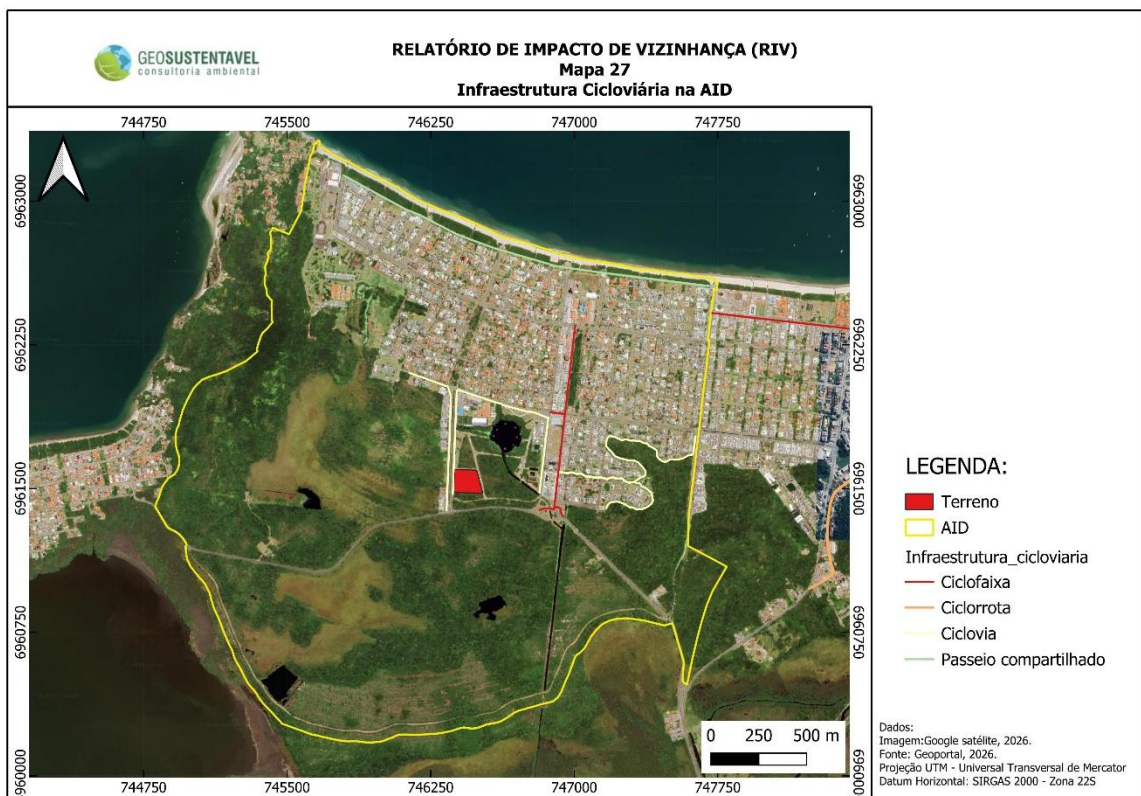 GEOSUSTENTAVEL
consultoria ambiental
RELATÓRIO DE IMPACTO DE VIZINHANÇA (RIV)
Mapa 27
Infraestrutura Cicloviária na AID
744750 745500 746250 747000 747750
6963000 6963000
6962250 6962250
6961500 6961500
6960750 6960750
6960000 6960000
744750 745500 746250 747000 747750
0 250 500 m
LEGENDA:
Terreno
AID
Infraestrutura_cicloviaria
Ciclofaixa
Ciclorrota
Ciclovia
Passeio compartilhado
Dados:
Imagem:Google satélite, 2026.
Fonte: Geoportal, 2026.
Projeção UTM - Universal Transversal de Mercator
Datum Horizontal: SIRGAS 2000 - Zona 22S